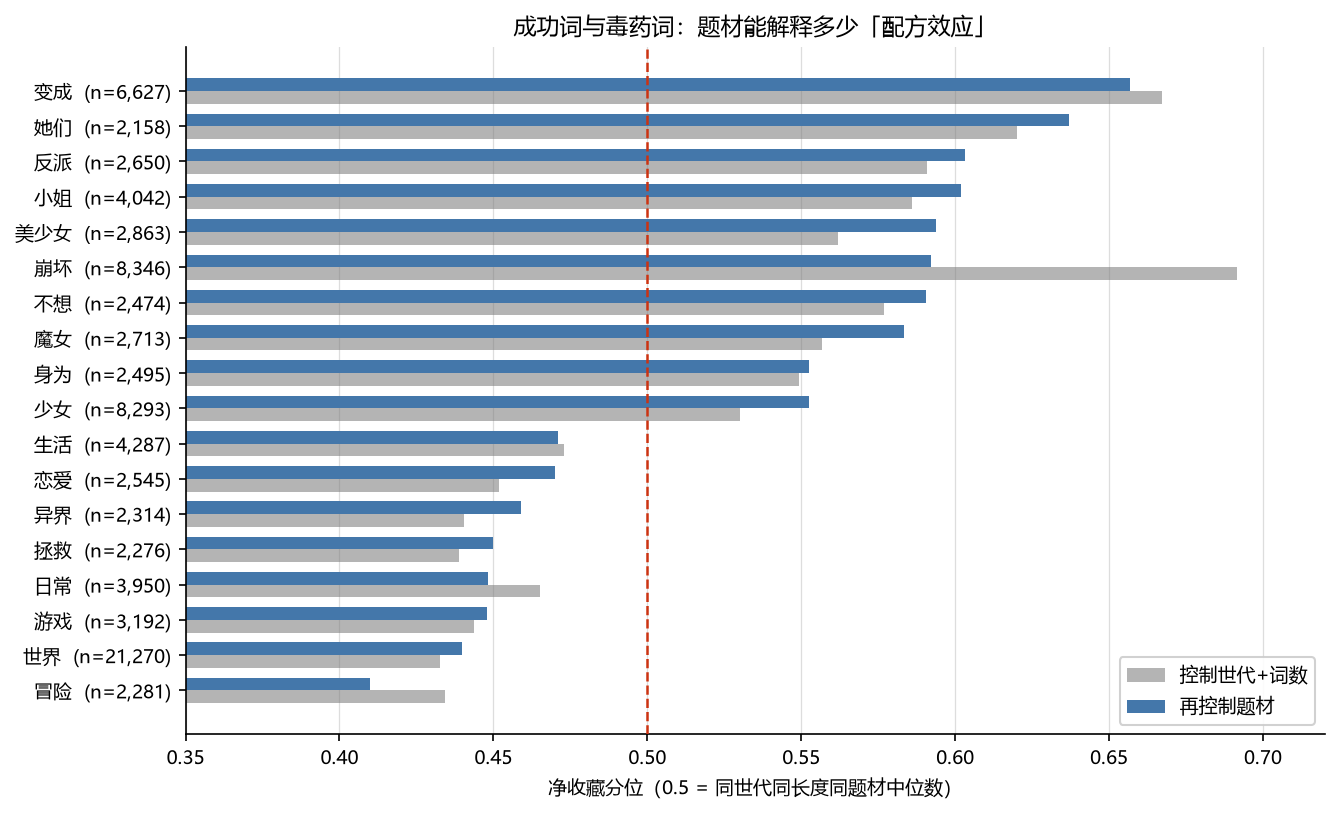 成功词与毒药词：题材能解释多少「配方效应」
变成 (n=6,627)
她们 (n=2,158)
反派 (n=2,650)
小姐 (n=4,042)
美少女 (n=2,863)
崩坏 (n=8,346)
不想 (n=2,474)
魔女 (n=2,713)
身为 (n=2,495)
少女 (n=8,293)
生活 (n=4,287)
恋爱 (n=2,545)
异界 (n=2,314)
拯救 (n=2,276)
日常 (n=3,950)
游戏 (n=3,192)
世界 (n=21,270)
冒险 (n=2,281)
控制世代+词数
再控制题材
0.35 0.40 0.45 0.50 0.55 0.60 0.65 0.70
净收藏分位 (0.5 = 同世代同长度同题材中位数)